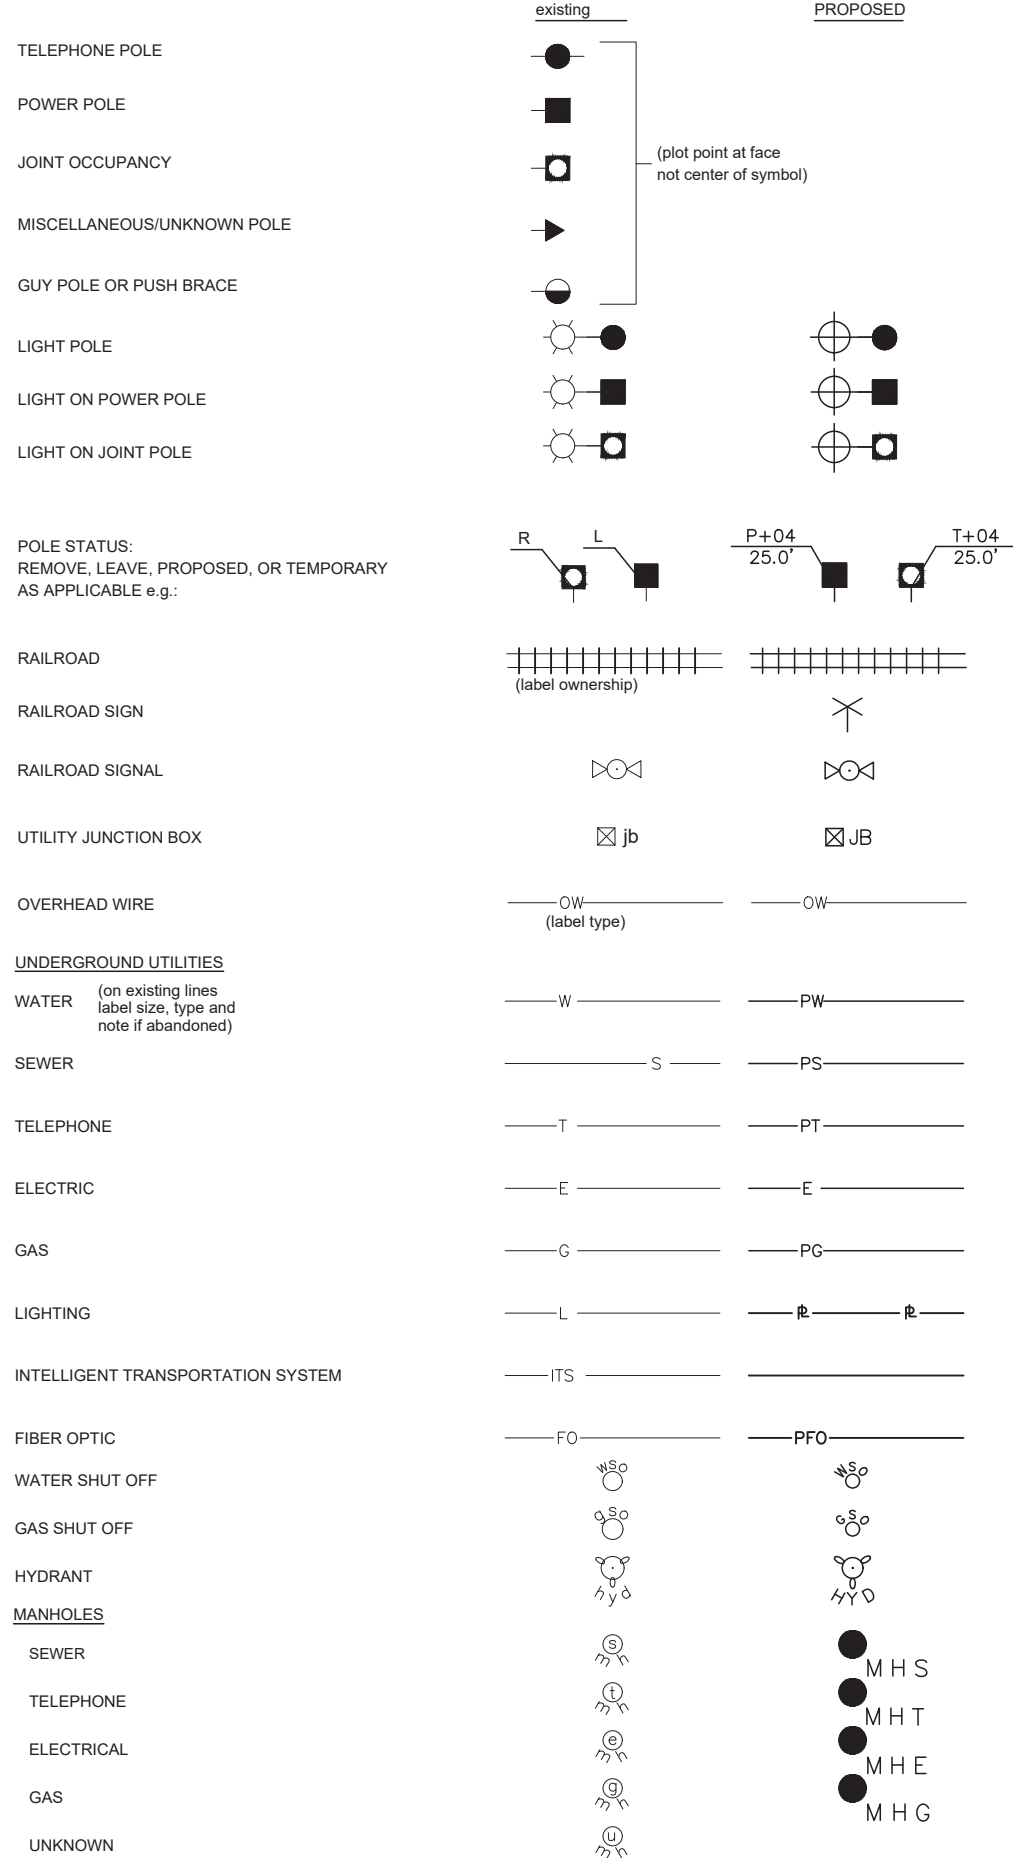 existing PROPOSED
TELEPHONE POLE
POWER POLE
(plot point at face
JOINT OCCUPANCY
not center of symbol)
MISCELLANEOUS/UNKNOWN POLE
GUY POLE OR PUSH BRACE
LIGHT POLE
LIGHT ON POWER POLE
LIGHT ON JOINT POLE
R L P+04 T+04
POLE STATUS:
25.0' 25.0'
REMOVE, LEAVE, PROPOSED, OR TEMPORARY
AS APPLICABLE e.g.:
RAILROAD
(label ownership)
RAILROAD SIGN
RAILROAD SIGNAL
UTILITY JUNCTION BOX jb JB
OVERHEAD WIRE OW OW
(label type)
UNDERGROUND UTILITIES
(on existing lines
WATER label size, type and W PW
note if abandoned)
SEWER S PS
TELEPHONE T PT
ELECTRIC E E
GAS G PG
LIGHTING L PL PL
INTELLIGENT TRANSPORTATION SYSTEM ITS
FIBER OPTIC FO PFO
WATER SHUT OFF wso WSO
GAS SHUT OFF gso GSO
HYDRANT hyd HYD
MANHOLES
SEWER s mh MHS
TELEPHONE t mh MHT
ELECTRICAL e mh MHE
GAS g mh MHG
UNKNOWN u mh